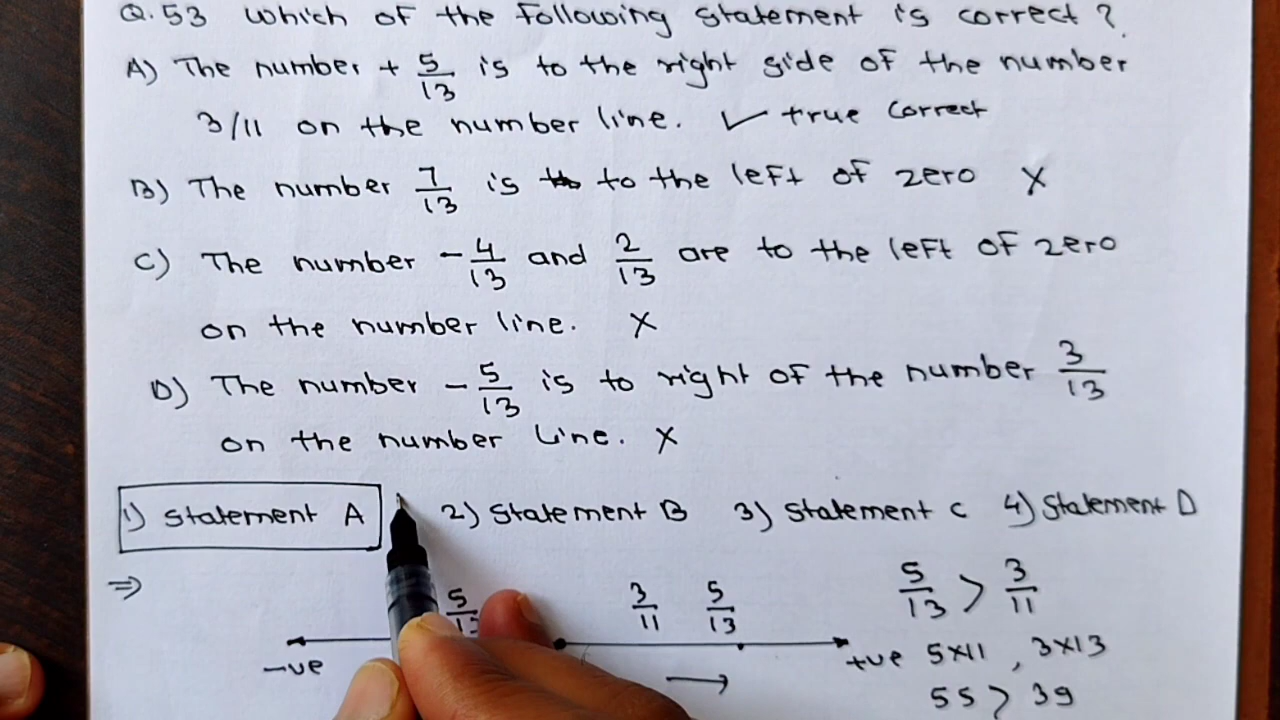 Q.53 Which of the following statement is correct?
A) The number + 5/13 is to the right side of the number
3/11 on the number line. ✓ true correct
B) The number 7/13 is to the left of zero X
C) The number - 4/13 and 2/13 are to the left of zero
on the number line. X
D) The number - 5/13 is to right of the number 3/13
on the number line. X
1) Statement A 2) Statement B 3) Statement C 4) Statement D
⇒ 5/13 3/11 5/13 5/13 > 3/11
-ve +ve 5×11 , 3×13
→ 55 > 39